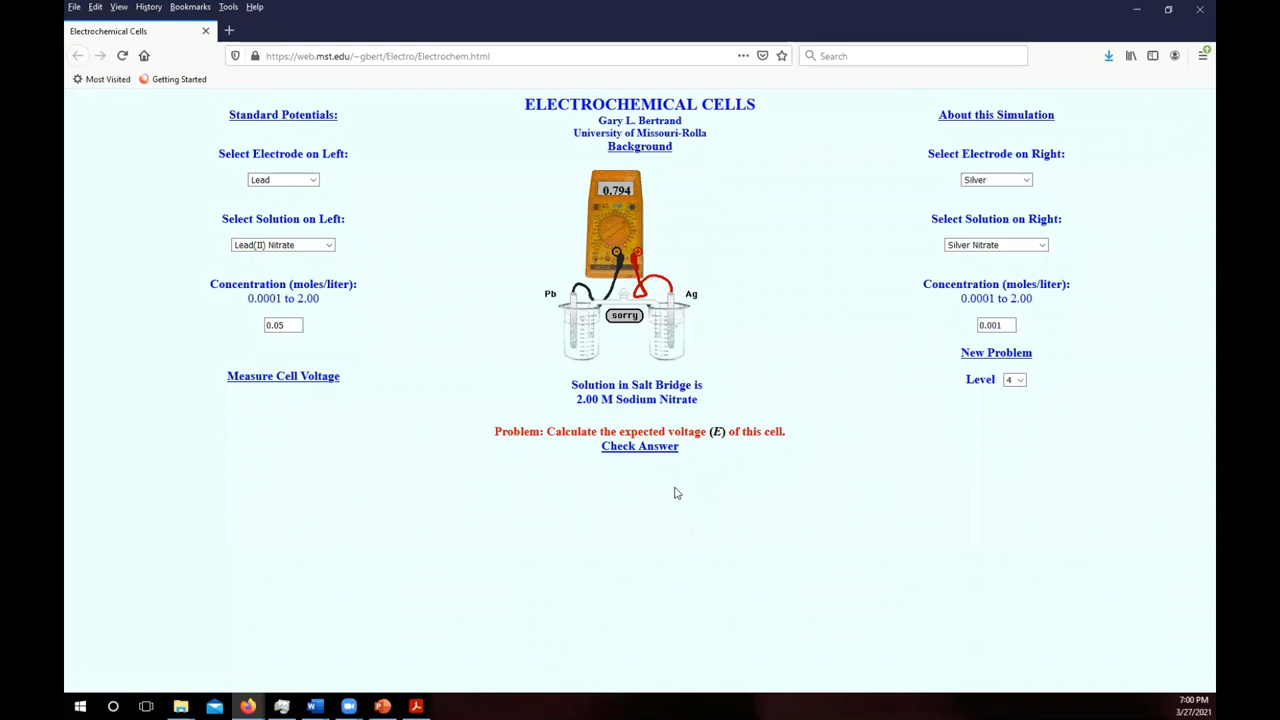 File Edit View History Bookmarks Tools Help
Electrochemical Cells
https://web.mst.edu/~gbert/Electro/Electrochem.html
Search
Most Visited Getting Started
ELECTROCHEMICAL CELLS
Gary L. Bertrand
University of Missouri-Rolla
Background
Standard Potentials:
Select Electrode on Left:
Lead
Select Solution on Left:
Lead(II) Nitrate
Concentration (moles/liter):
0.0001 to 2.00
0.05
Measure Cell Voltage
0.794
Pb
Ag
sorry
Solution in Salt Bridge is
2.00 M Sodium Nitrate
Problem: Calculate the expected voltage (E) of this cell.
Check Answer
About this Simulation
Select Electrode on Right:
Silver
Select Solution on Right:
Silver Nitrate
Concentration (moles/liter):
0.0001 to 2.00
0.001
New Problem
Level 4
7:00 PM
3/27/2021